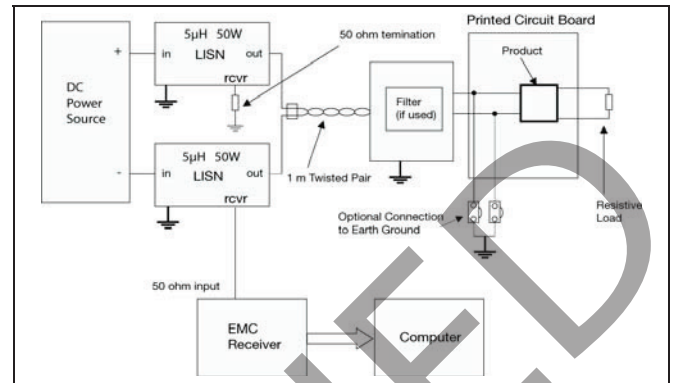 Printed Circuit Board
5µH 50W
LISN
in
out
rcvr
+
50 ohm temination
Product
DC
Power
Source
Filter
(if used)
5µH 50W
LISN
-
in
out
rcvr
1 m Twisted Pair
Optional Connection
to Earth Ground
Resistive
Load
50 ohm input
EMC
Receiver
Computer